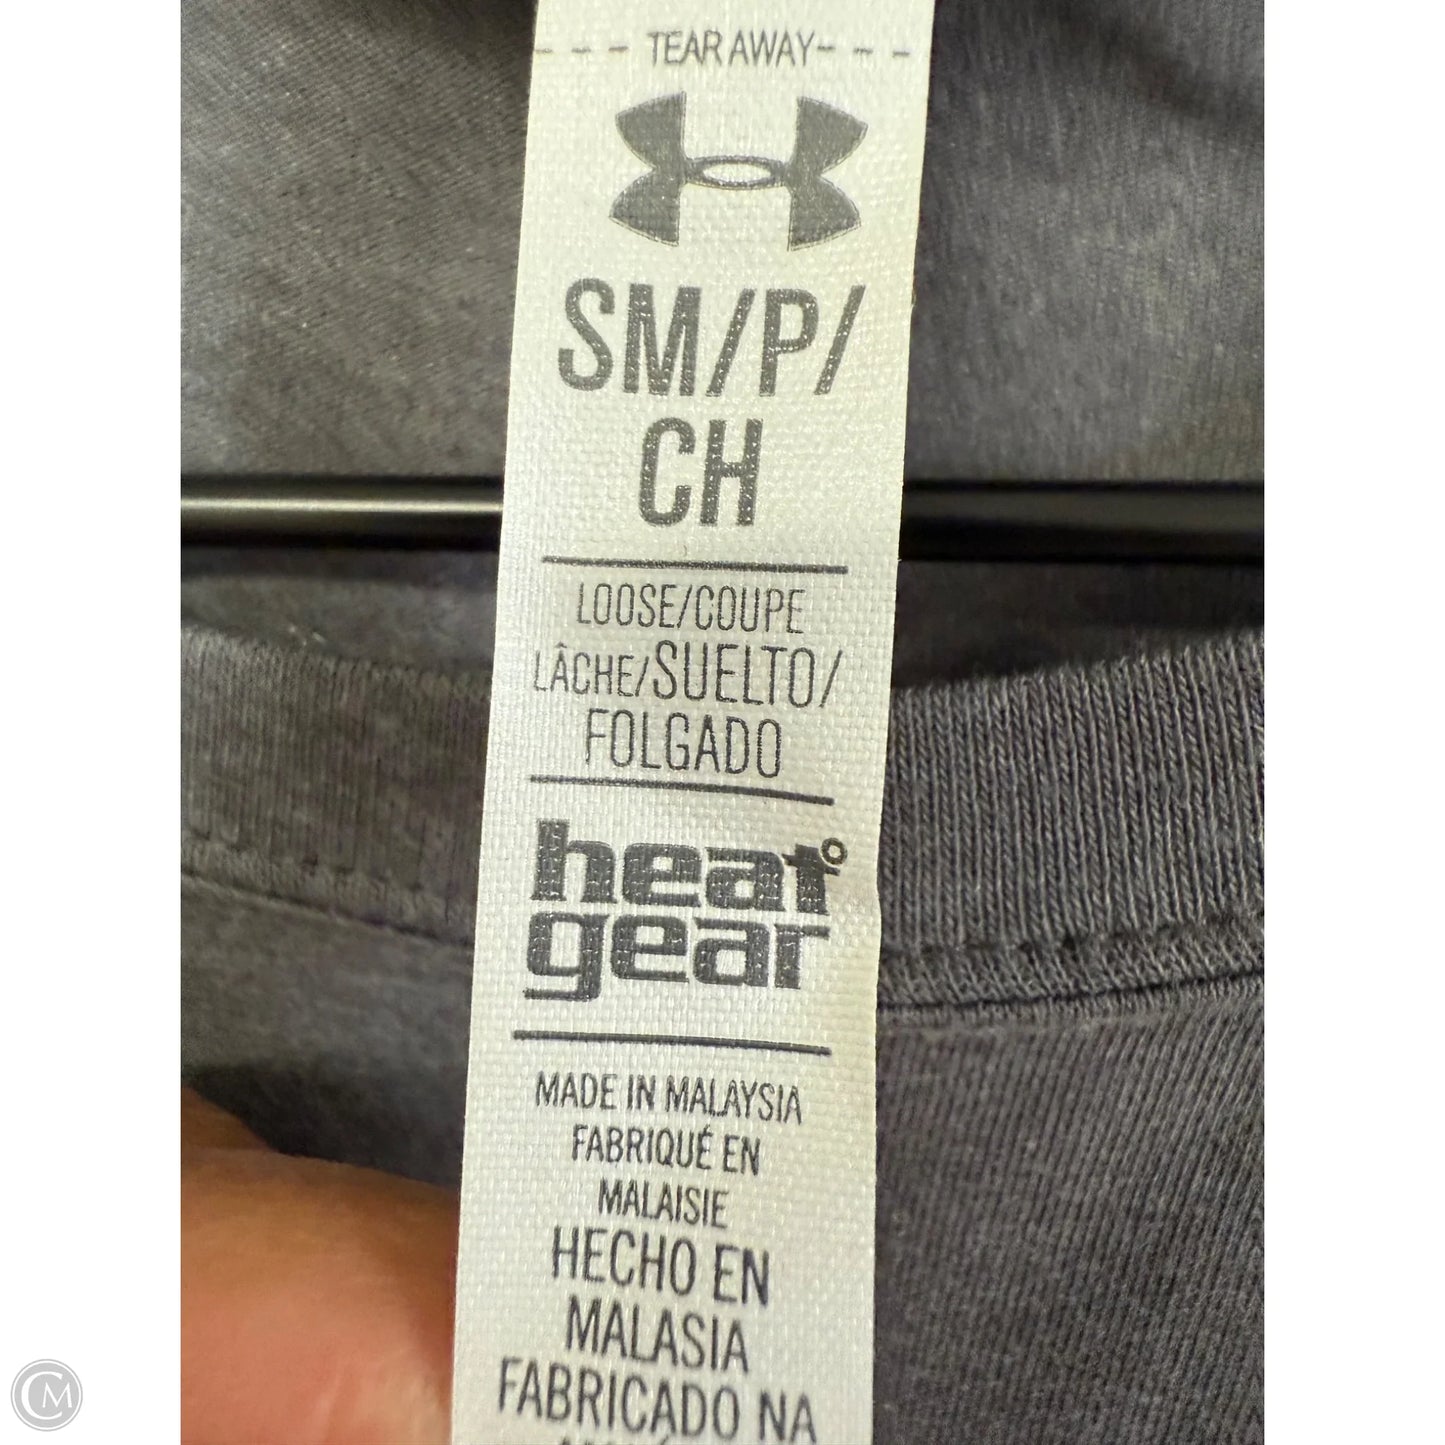 - - - TEAR AWAY- - - -
SM/P/
CH
LOOSE/COUPE
LÂCHE/SUELTO/
FOLGADO
heat
gear
MADE IN MALAYSIA
FABRIQUÉ EN
MALAISIE
HECHO EN
MALASIA
FABRICADO NA
CM